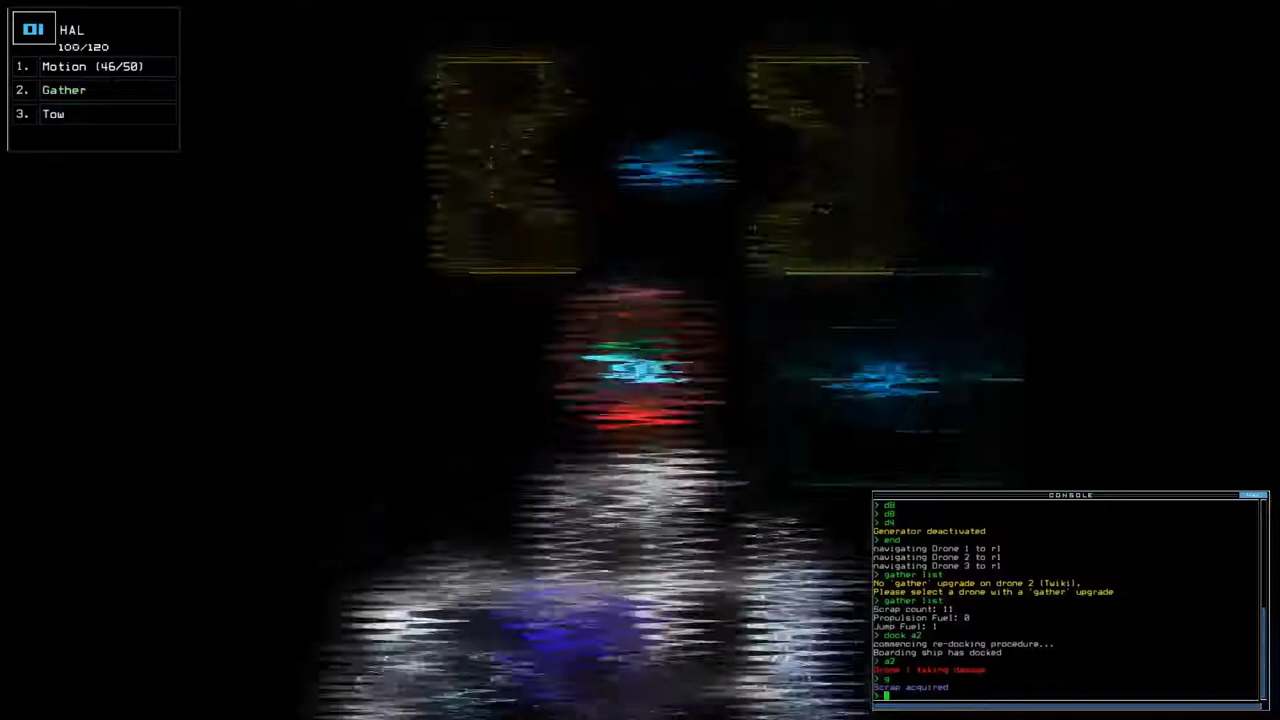 01 HAL
100/120
1. Motion (46/50)
2. Gather
3. Tow
CONSOLE
> d8
> d8
> d4
Generator deactivated
> end
navigating Drone 1 to r1
navigating Drone 2 to r1
navigating Drone 3 to r1
> gather list
No 'gather' upgrade on drone 2 (Twiki).
Please select a drone with a 'gather' upgrade
> gather list
Scrap count: 11
Propulsion Fuel: 0
Jump Fuel: 1
> dock a2
commencing re-docking procedure...
Boarding ship has docked
> a2
Drone 1 taking damage
> g
Scrap acquired
>